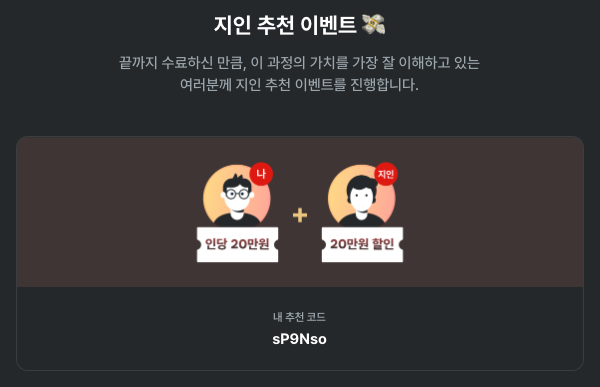 지인 추천 이벤트 💸
끝까지 수료하신 만큼, 이 과정의 가치를 가장 잘 이해하고 있는
여러분께 지인 추천 이벤트를 진행합니다.
나
지인
+
인당 20만원
20만원 할인
내 추천 코드
sP9Nso